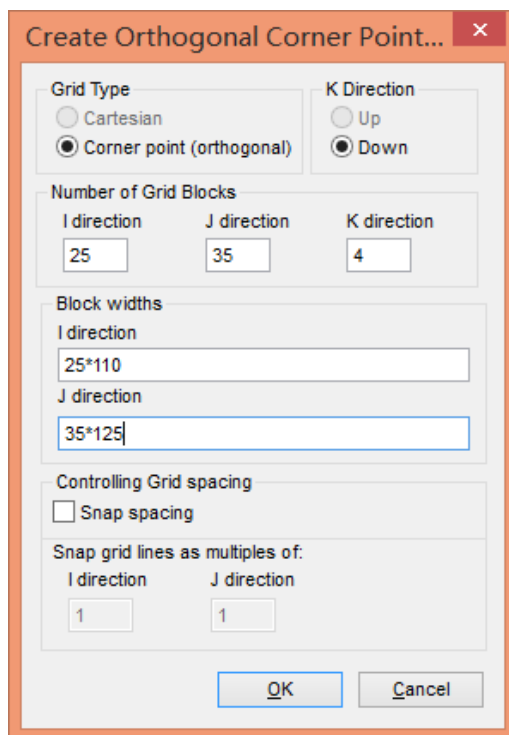 Create Orthogonal Corner Point...
Grid Type
Cartesian
Corner point (orthogonal)
K Direction
Up
Down
Number of Grid Blocks
I direction J direction K direction
25 35 4
Block widths
I direction
25*110
J direction
35*125
Controlling Grid spacing
Snap spacing
Snap grid lines as multiples of:
I direction J direction
1 1
OK Cancel